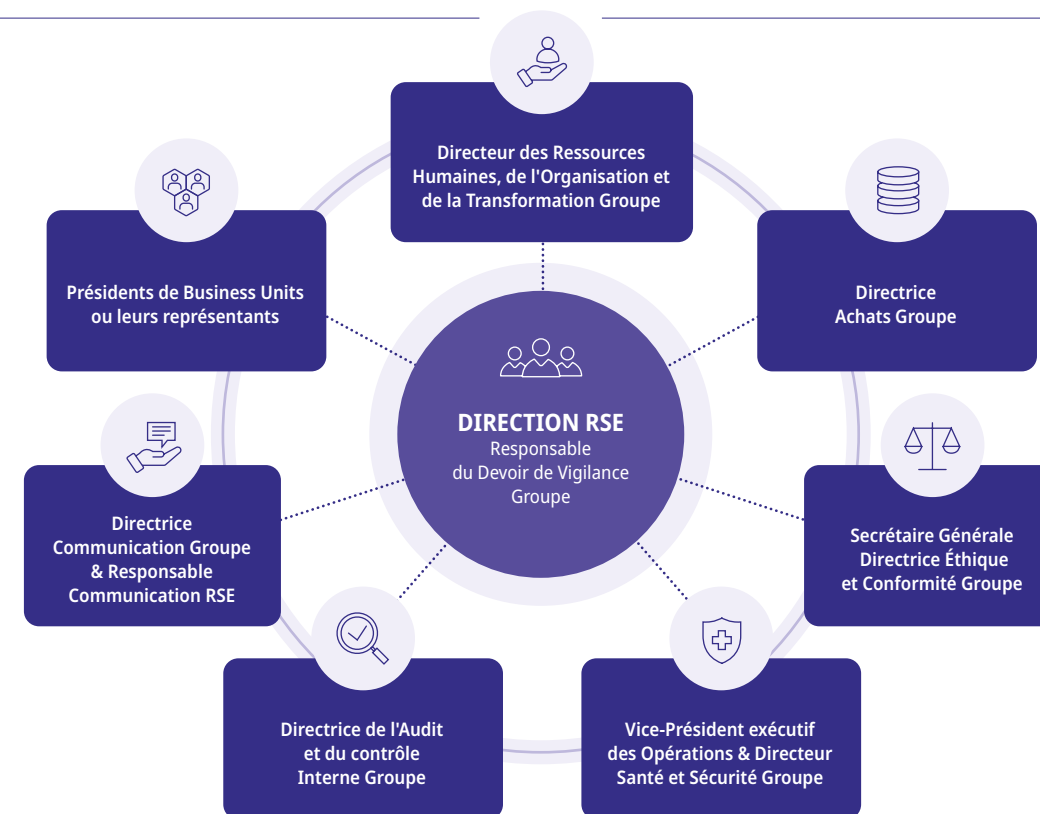 Directeur des Ressources
Humaines, de l'Organisation et
de la Transformation Groupe
Présidents de Business Units
ou leurs représentants
Directrice
Achats Groupe
DIRECTION RSE
Responsable
du Devoir de Vigilance
Groupe
Directrice
Communication Groupe
& Responsable
Communication RSE
Secrétaire Générale
Directrice Éthique
et Conformité Groupe
Directrice de l'Audit
et du contrôle
Interne Groupe
Vice-Président exécutif
des Opérations & Directeur
Santé et Sécurité Groupe